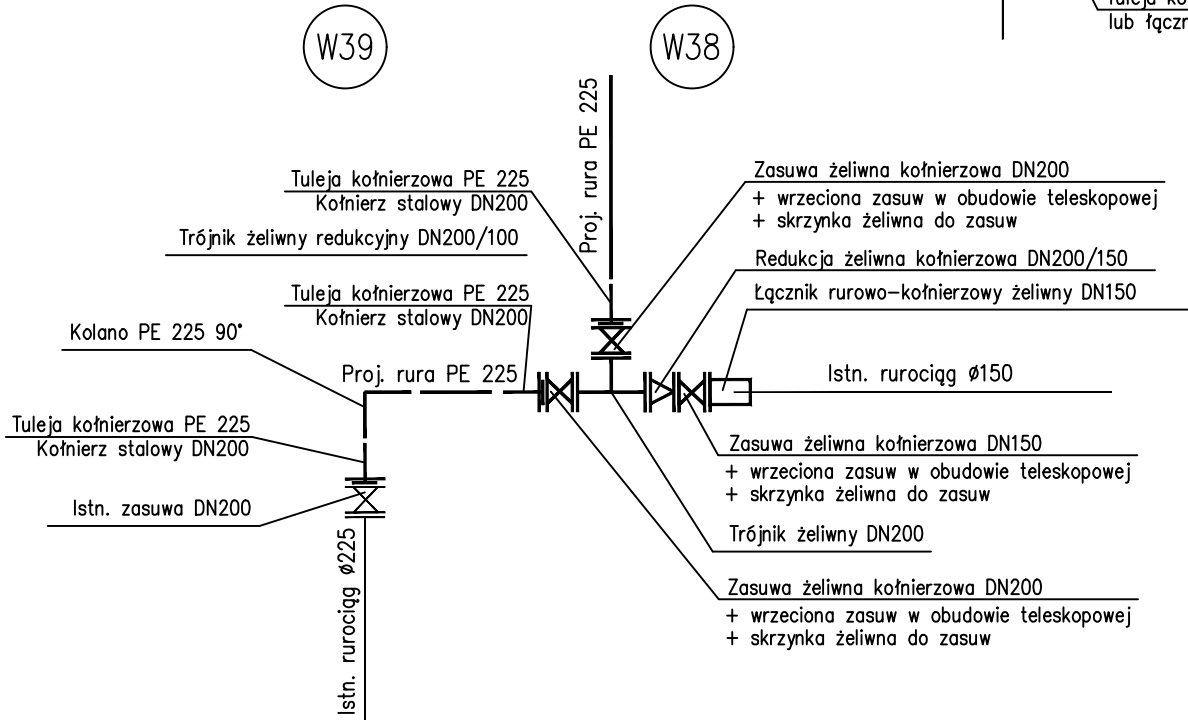 W39
W38
Tuleja ko
lub łączn
Proj. rura PE 225
Tuleja kołnierzowa PE 225
Kołnierz stalowy DN200
Trójnik żeliwny redukcyjny DN200/100
Tuleja kołnierzowa PE 225
Kołnierz stalowy DN200
Kolano PE 225 90°
Proj. rura PE 225
Tuleja kołnierzowa PE 225
Kołnierz stalowy DN200
Istn. zasuwa DN200
Istn. rurociąg ø225
Zasuwa żeliwna kołnierzowa DN200
+ wrzeciona zasuw w obudowie teleskopowej
+ skrzynka żeliwna do zasuw
Redukcja żeliwna kołnierzowa DN200/150
Łącznik rurowo-kołnierzowy żeliwny DN150
Istn. rurociąg ø150
Zasuwa żeliwna kołnierzowa DN150
+ wrzeciona zasuw w obudowie teleskopowej
+ skrzynka żeliwna do zasuw
Trójnik żeliwny DN200
Zasuwa żeliwna kołnierzowa DN200
+ wrzeciona zasuw w obudowie teleskopowej
+ skrzynka żeliwna do zasuw